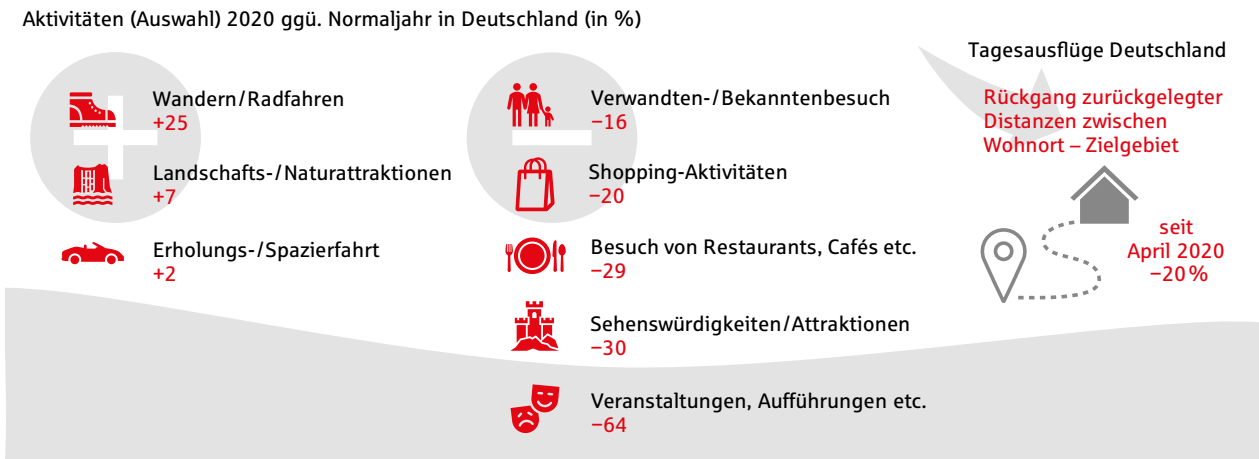 Aktivitäten (Auswahl) 2020 ggü. Normaljahr in Deutschland (in %)
Wandern/Radfahren
+25
Landschafts-/Naturattraktionen
+7
Erholungs-/Spazierfahrt
+2
Verwandten-/Bekanntenbesuch
−16
Shopping-Aktivitäten
−20
Besuch von Restaurants, Cafés etc.
−29
Sehenswürdigkeiten/Attraktionen
−30
Veranstaltungen, Aufführungen etc.
−64
Tagesausflüge Deutschland
Rückgang zurückgelegter
Distanzen zwischen
Wohnort – Zielgebiet
seit
April 2020
−20 %